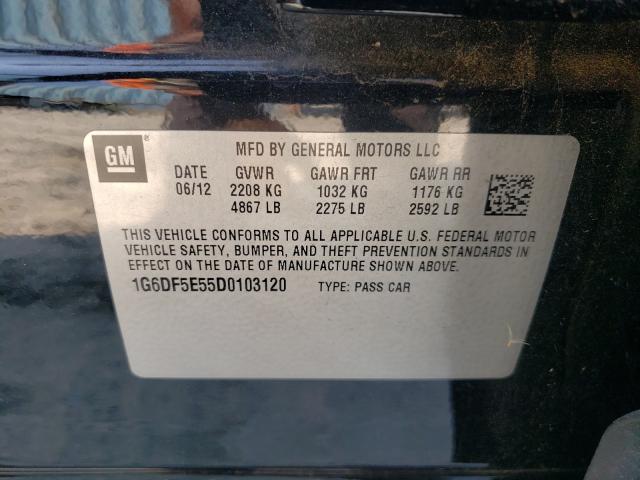 GM
®
MFD BY GENERAL MOTORS LLC
DATE GVWR GAWR FRT GAWR RR
06/12 2208 KG 1032 KG 1176 KG
4867 LB 2275 LB 2592 LB
THIS VEHICLE CONFORMS TO ALL APPLICABLE U.S. FEDERAL MOTOR
VEHICLE SAFETY, BUMPER, AND THEFT PREVENTION STANDARDS IN
EFFECT ON THE DATE OF MANUFACTURE SHOWN ABOVE.
1G6DF5E55D0103120 TYPE: PASS CAR